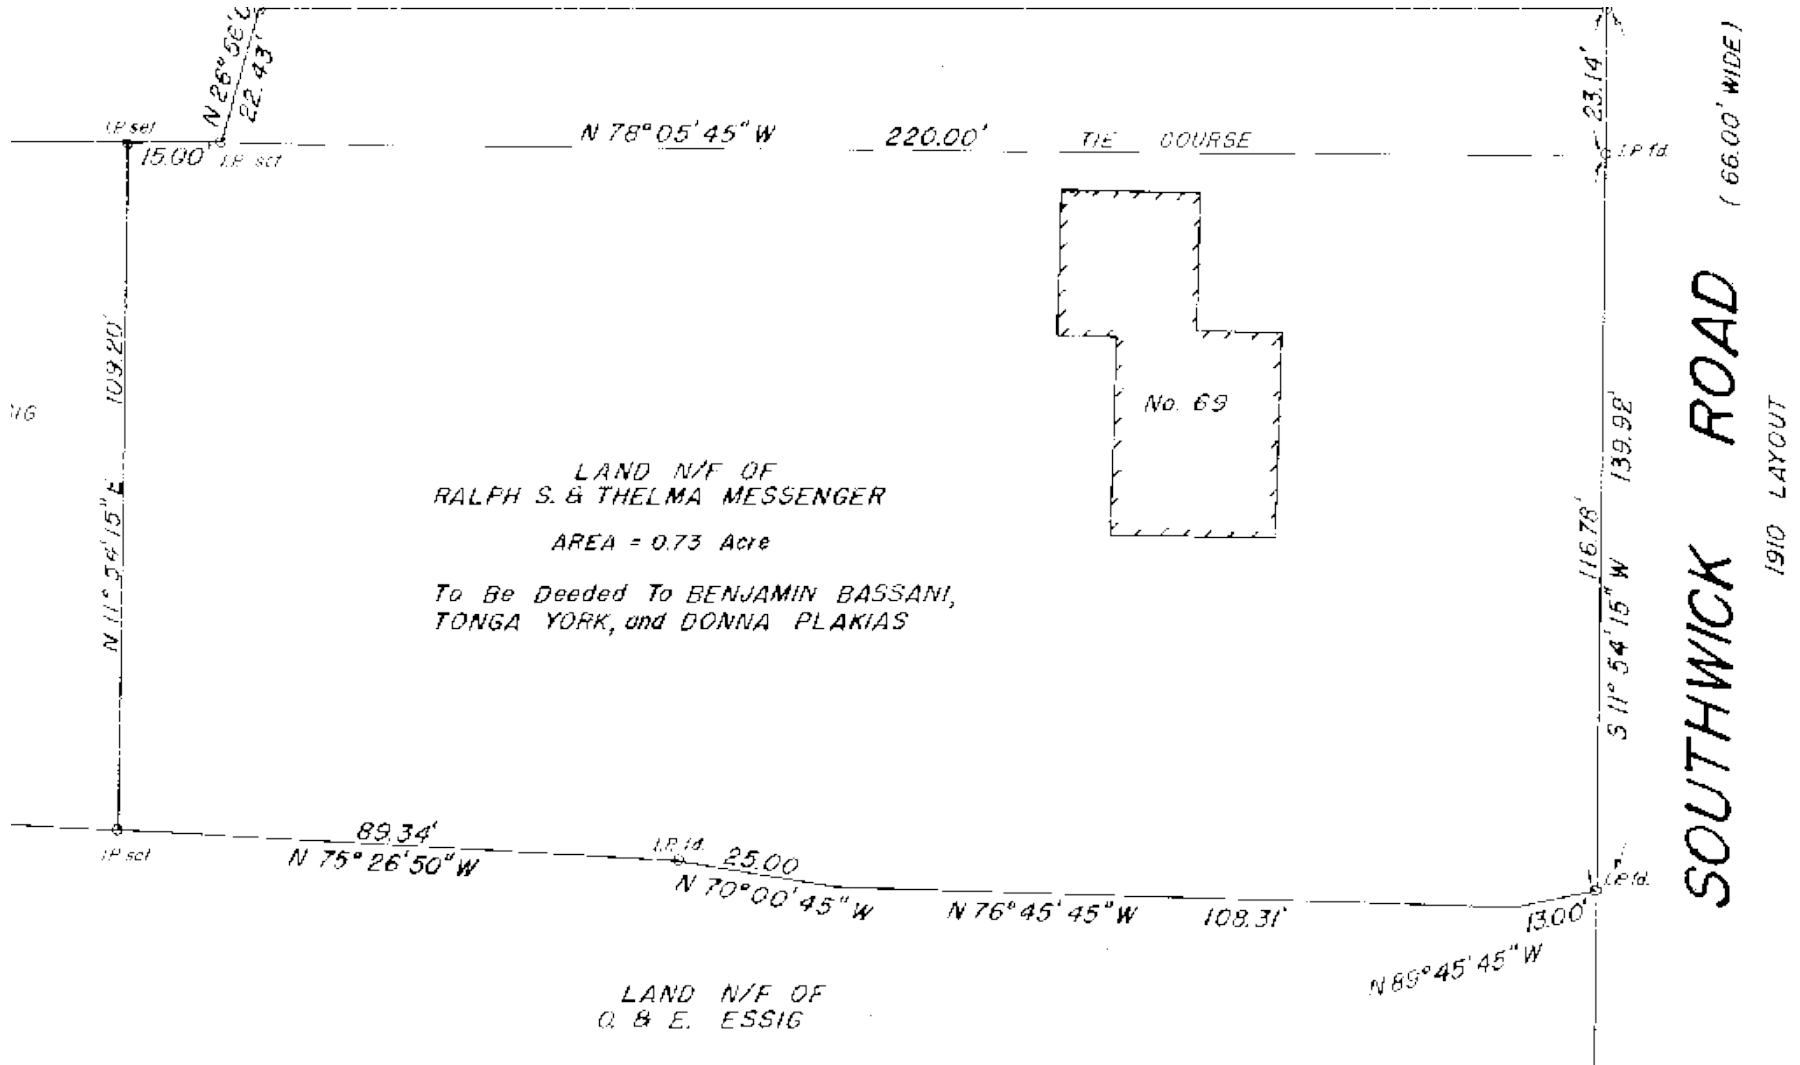 N 26° 56'
22.43'
23.14'
(66.00' WIDE)
I.P. set
15.00'
I.P. set
N 78° 05' 45" W
220.00'
TIE COURSE
I.P. fd.
109.20'
N 11° 54' 15" E
No. 69
139.92'
116.78'
S 11° 54' 15" W
SOUTHWICK ROAD
1910 LAYOUT
LAND N/F OF
RALPH S. & THELMA MESSENGER
AREA = 0.73 Acre
To Be Deeded To BENJAMIN BASSANI,
TONGA YORK, and DONNA PLAKIAS
I.P. set
89.34'
N 75° 26' 50" W
I.P. fd.
25.00
N 70° 00' 45" W
N 76° 45' 45" W
108.31'
I.P. fd.
13.00'
N 89° 45' 45" W
LAND N/F OF
O. & E. ESSIG